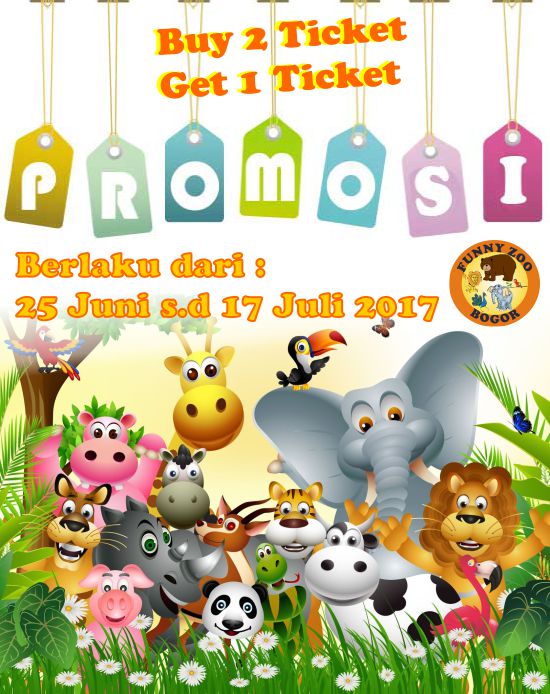 Buy 2 Ticket
Get 1 Ticket
PROMOSI
Berlaku dari :
25 Juni s.d 17 Juli 2017
FUNNY ZOO
BOGOR